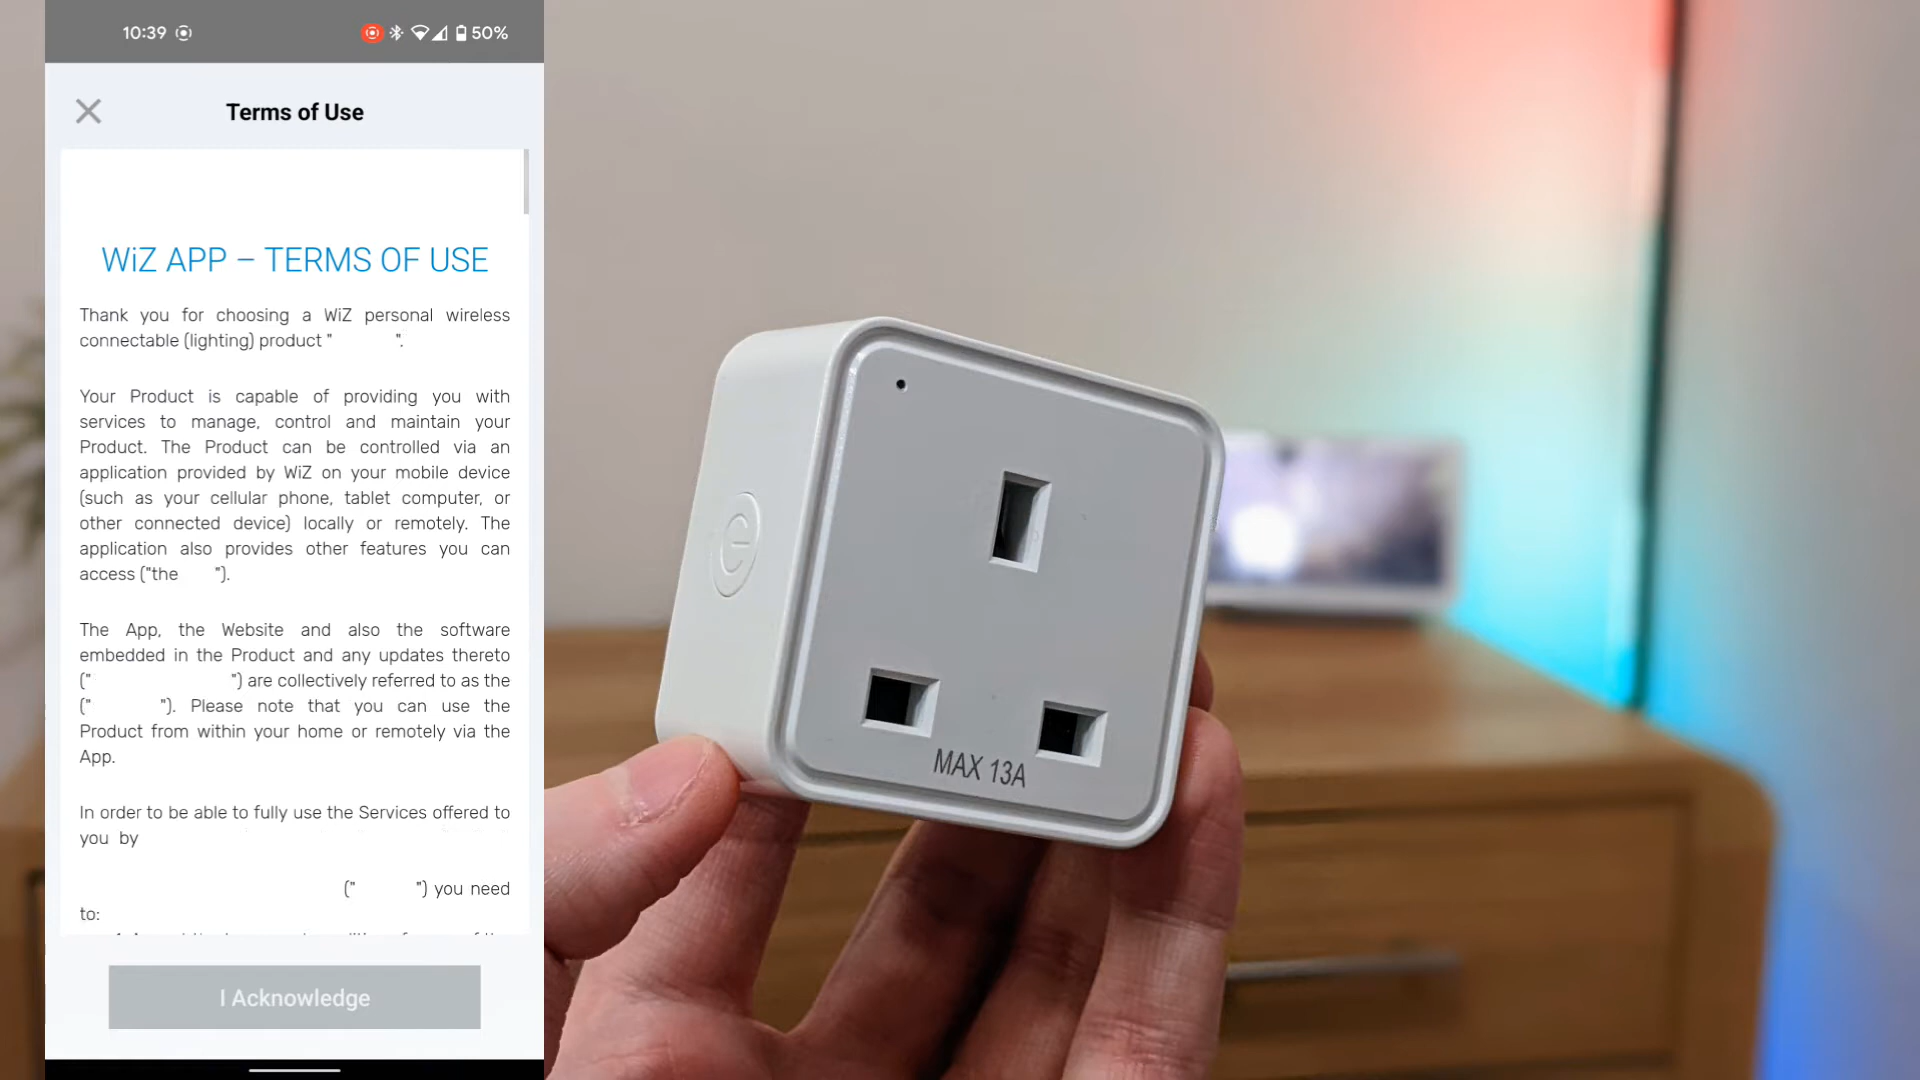 10:39
50%
Terms of Use
WiZ APP – TERMS OF USE
Thank you for choosing a WiZ personal wireless
connectable (lighting) product " ".
Your Product is capable of providing you with
services to manage, control and maintain your
Product. The Product can be controlled via an
application provided by WiZ on your mobile device
(such as your cellular phone, tablet computer, or
other connected device) locally or remotely. The
application also provides other features you can
access ("the ").
The App, the Website and also the software
embedded in the Product and any updates thereto
(" ") are collectively referred to as the
(" "). Please note that you can use the
Product from within your home or remotely via the
App.
In order to be able to fully use the Services offered to
you by
(" ") you need
to:
I Acknowledge
MAX 13A